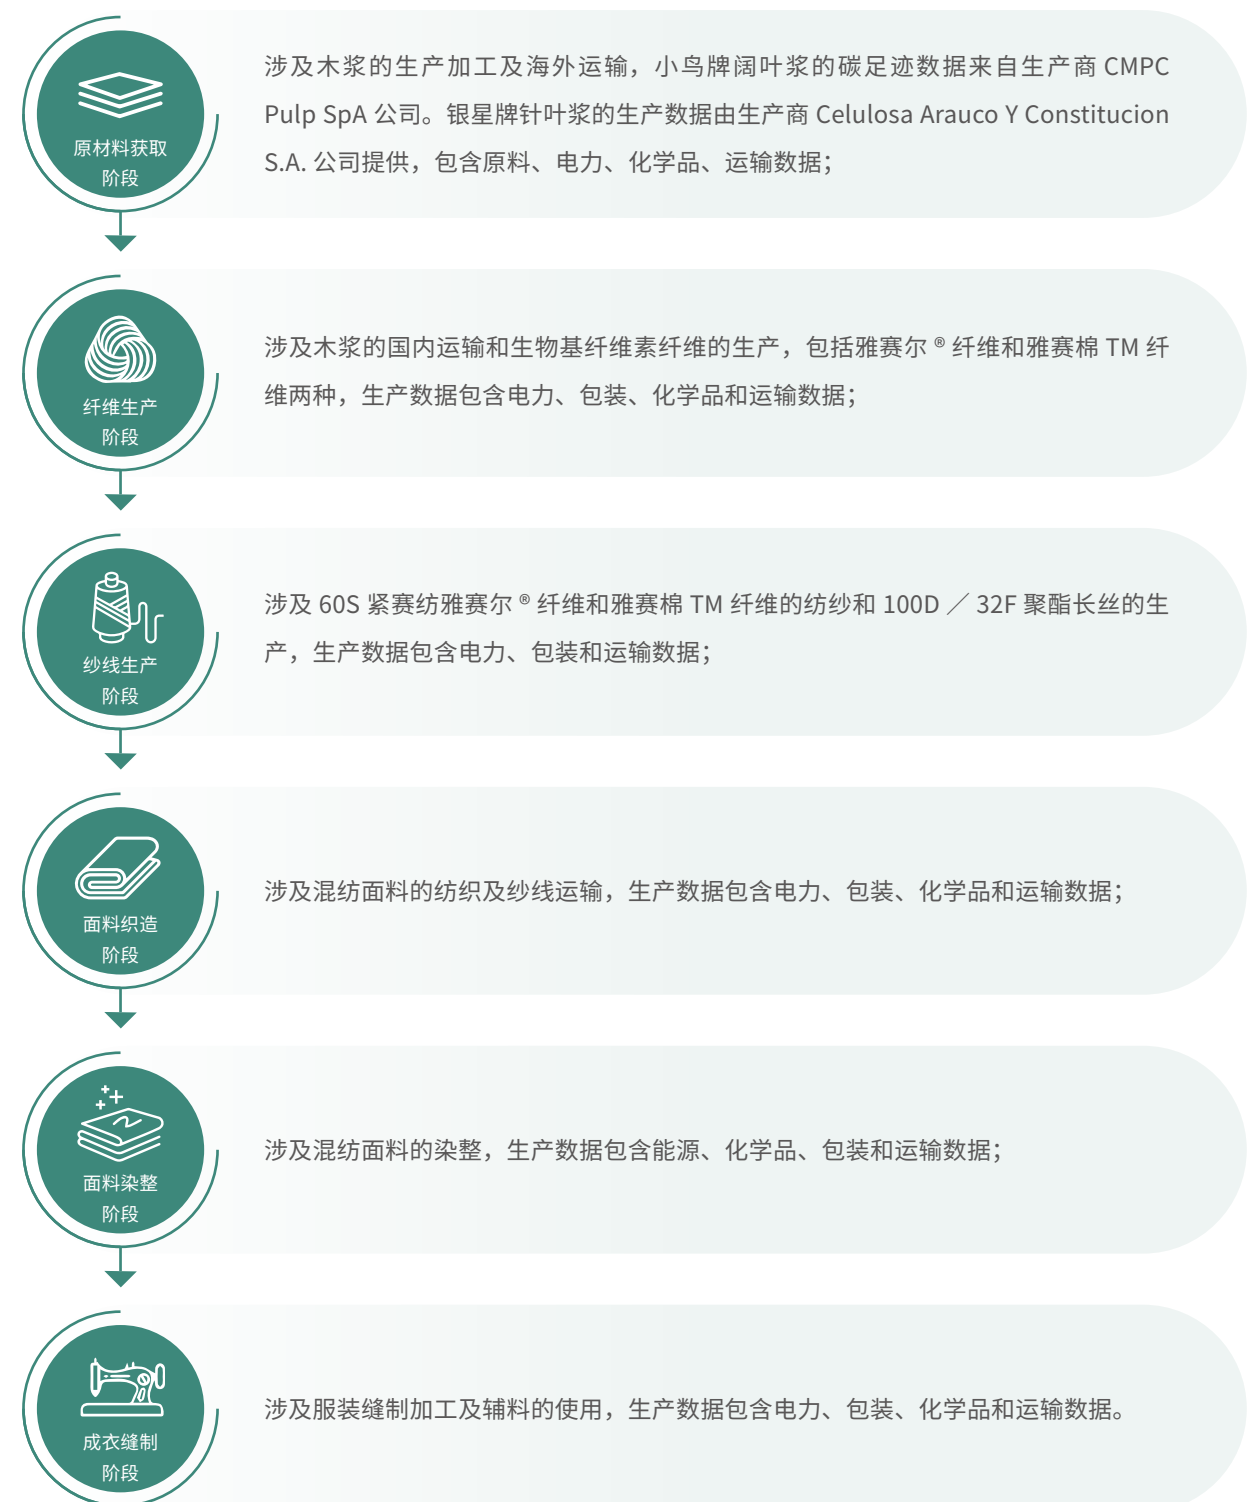 原材料获取
阶段
涉及木浆的生产加工及海外运输，小鸟牌阔叶浆的碳足迹数据来自生产商 CMPC
Pulp SpA 公司。银星牌针叶浆的生产数据由生产商 Celulosa Arauco Y Constitucion
S.A. 公司提供，包含原料、电力、化学品、运输数据；
纤维生产
阶段
涉及木浆的国内运输和生物基纤维素纤维的生产，包括雅赛尔 ® 纤维和雅赛棉 TM 纤
维两种，生产数据包含电力、包装、化学品和运输数据；
纱线生产
阶段
涉及 60S 紧赛纺雅赛尔 ® 纤维和雅赛棉 TM 纤维的纺纱和 100D ／ 32F 聚酯长丝的生
产，生产数据包含电力、包装和运输数据；
面料织造
阶段
涉及混纺面料的纺织及纱线运输，生产数据包含电力、包装、化学品和运输数据；
面料染整
阶段
涉及混纺面料的染整，生产数据包含能源、化学品、包装和运输数据；
成衣缝制
阶段
涉及服装缝制加工及辅料的使用，生产数据包含电力、包装、化学品和运输数据。